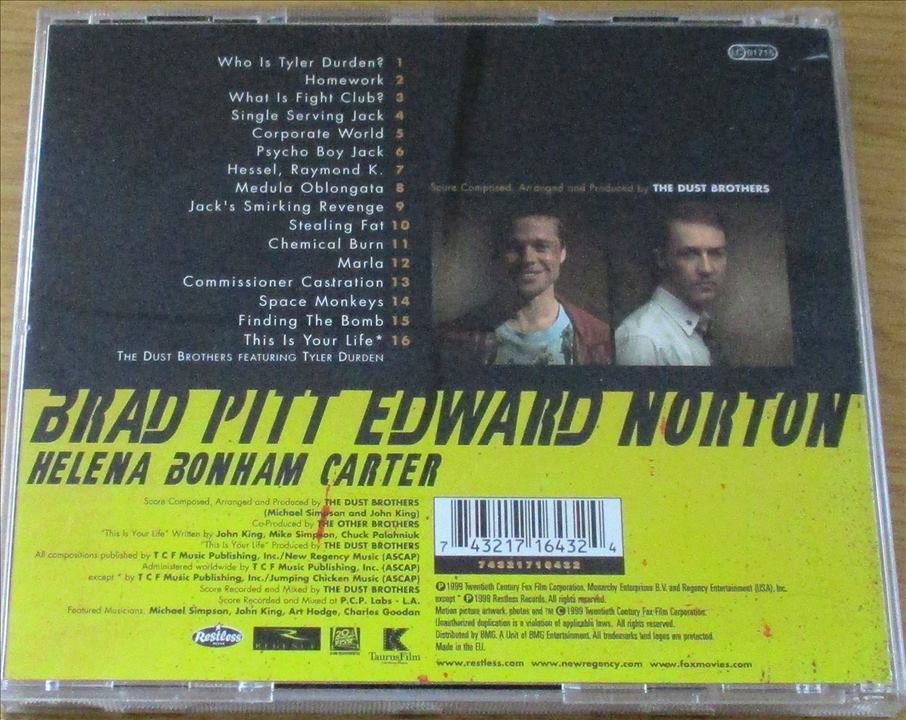 Who Is Tyler Durden? 1
Homework 2
What Is Fight Club? 3
Single Serving Jack 4
Corporate World 5
Psycho Boy Jack 6
Hessel, Raymond K. 7
Medula Oblongata 8
Jack's Smirking Revenge 9
Stealing Fat 10
Chemical Burn 11
Marla 12
Commissioner Castration 13
Space Monkeys 14
Finding The Bomb 15
This Is Your Life* 16
THE DUST BROTHERS FEATURING TYLER DURDEN
LC 01715
Score Composed, Arranged and Produced by THE DUST BROTHERS
BRAD PITT EDWARD NORTON
HELENA BONHAM CARTER
Score Composed, Arranged and Produced by THE DUST BROTHERS
(Michael Simpson and John King)
Co-Produced by THE OTHER BROTHERS
"This Is Your Life" Written by John King, Mike Simpson, Chuck Palahniuk
"This Is Your Life" Produced by THE DUST BROTHERS
All compositions published by T C F Music Publishing, Inc./New Regency Music (ASCAP)
Administered worldwide by T C F Music Publishing, Inc. (ASCAP)
except * by T C F Music Publishing, Inc./Jumping Chicken Music (ASCAP)
Score Recorded and Mixed by THE DUST BROTHERS
Score Recorded and Mixed at P.C.P. Labs - L.A.
Featured Musicians: Michael Simpson, John King, Art Hodge, Charles Goodan
7 43217 16432 4
74321716432
℗1999 Twentieth Century Fox Film Corporation, Monarchy Enterprises B.V. and Regency Entertainment (USA), Inc.
except * ℗ 1999 Restless Records. All rights reserved.
Motion picture artwork, photos and TM ©1999 Twentieth Century Fox Film Corporation.
Unauthorized duplication is a violation of applicable laws. All rights reserved.
Distributed by BMG. A Unit of BMG Entertainment. All trademarks and logos are protected.
Made in the EU.
www.restless.com www.newregency.com www.foxmovies.com
Restless
REGENCY
20
TaurusFilm